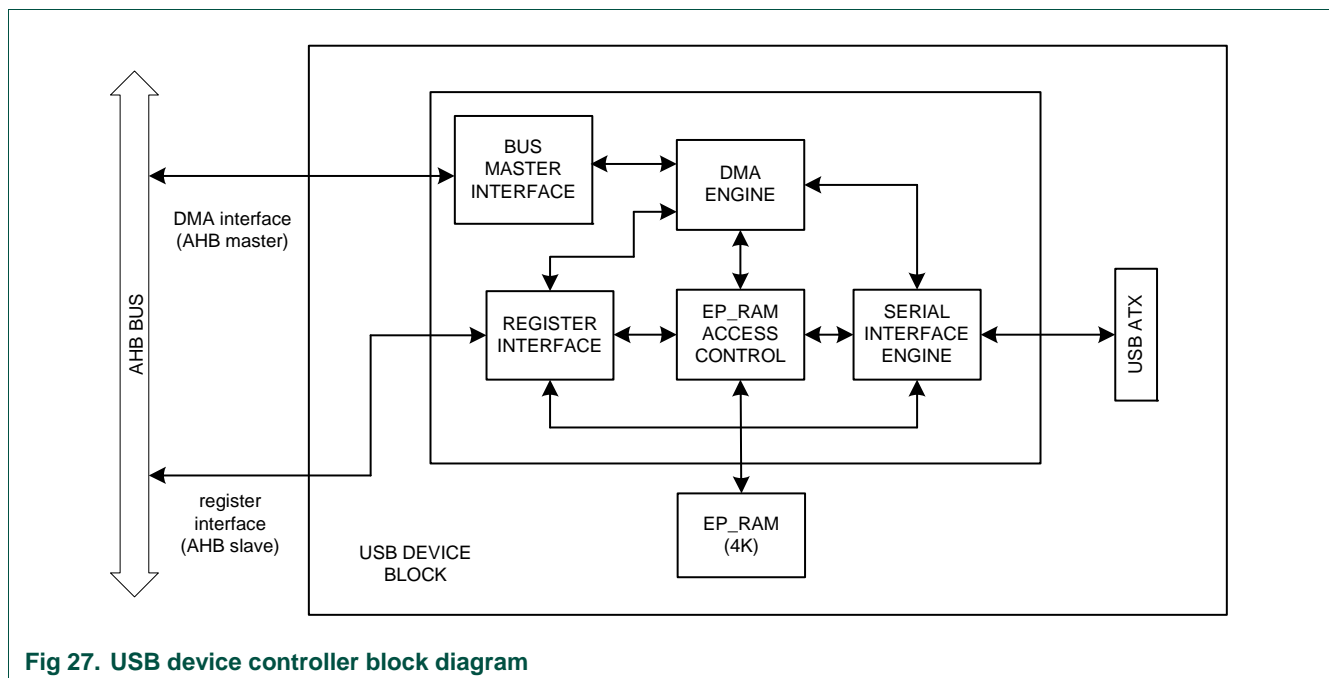 BUS
MASTER
INTERFACE
DMA
ENGINE
DMA interface
(AHB master)
AHB BUS
REGISTER
INTERFACE
EP_RAM
ACCESS
CONTROL
SERIAL
INTERFACE
ENGINE
USB ATX
register
interface
(AHB slave)
USB DEVICE
BLOCK
EP_RAM
(4K)
Fig 27. USB device controller block diagram